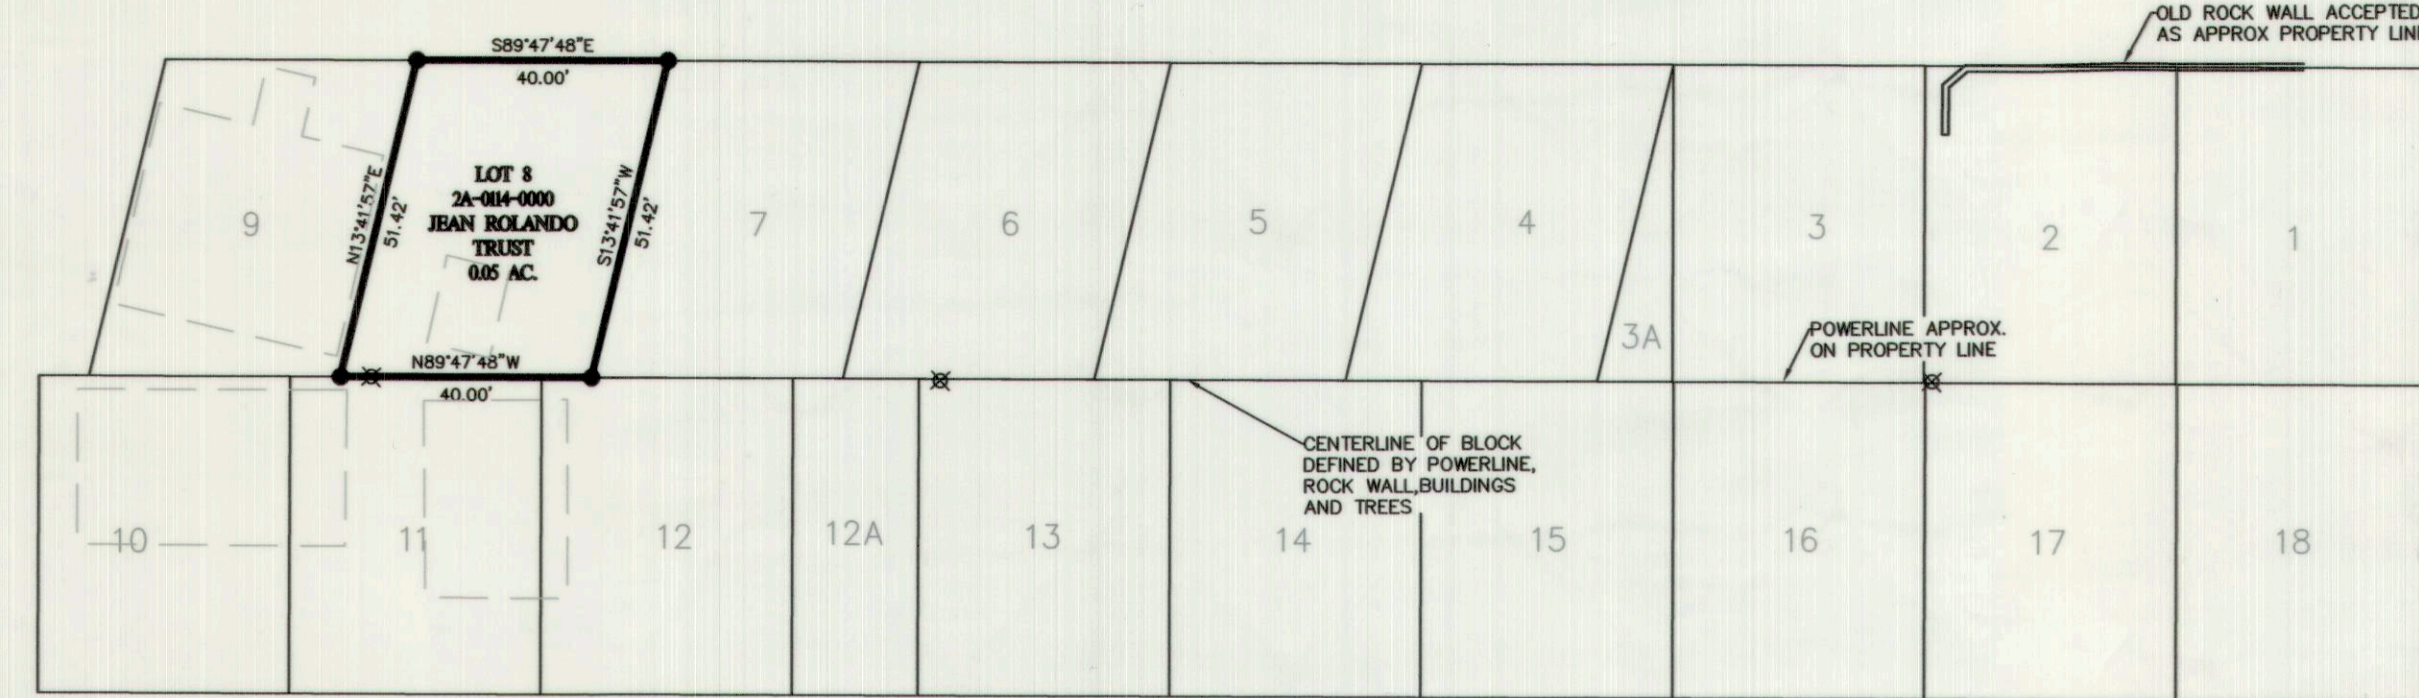 OLD ROCK WALL ACCEPTED
AS APPROX PROPERTY LINE
S89°47'48"E
40.00'
N13°41'57"E
51.42'
LOT 8
2A-0114-0000
JEAN ROLANDO
TRUST
0.05 AC.
S13°41'57"W
51.42'
N89°47'48"W
40.00'
9
7
6
5
4
3A
3
2
1
POWERLINE APPROX.
ON PROPERTY LINE
CENTERLINE OF BLOCK
DEFINED BY POWERLINE,
ROCK WALL,BUILDINGS
AND TREES
10
11
12
12A
13
14
15
16
17
18